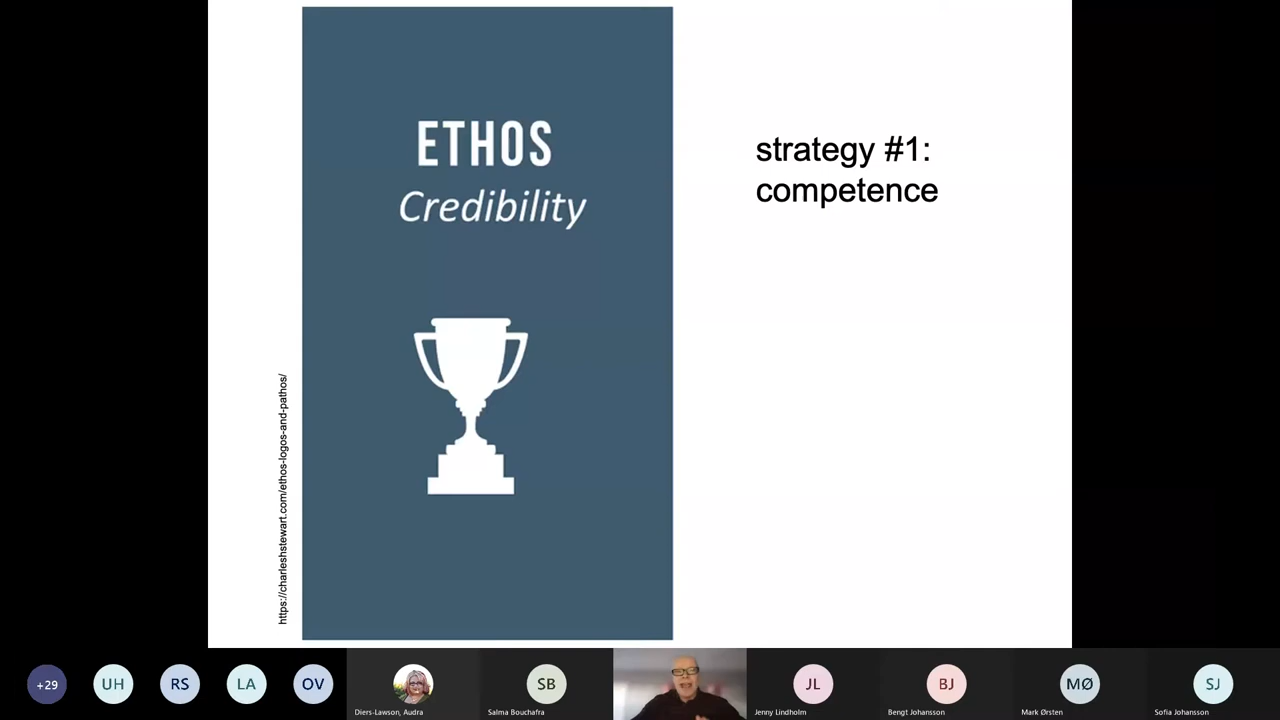 ETHOS
Credibility
strategy #1:
competence
https://charleshstewart.com/ethos-logos-and-pathos/
+29
UH
RS
LA
OV
Diers-Lawson, Audra
SB
Salma Bouchafra
JL
Jenny Lindholm
BJ
Bengt Johansson
MØ
Mark Ørsten
SJ
Sofia Johansson